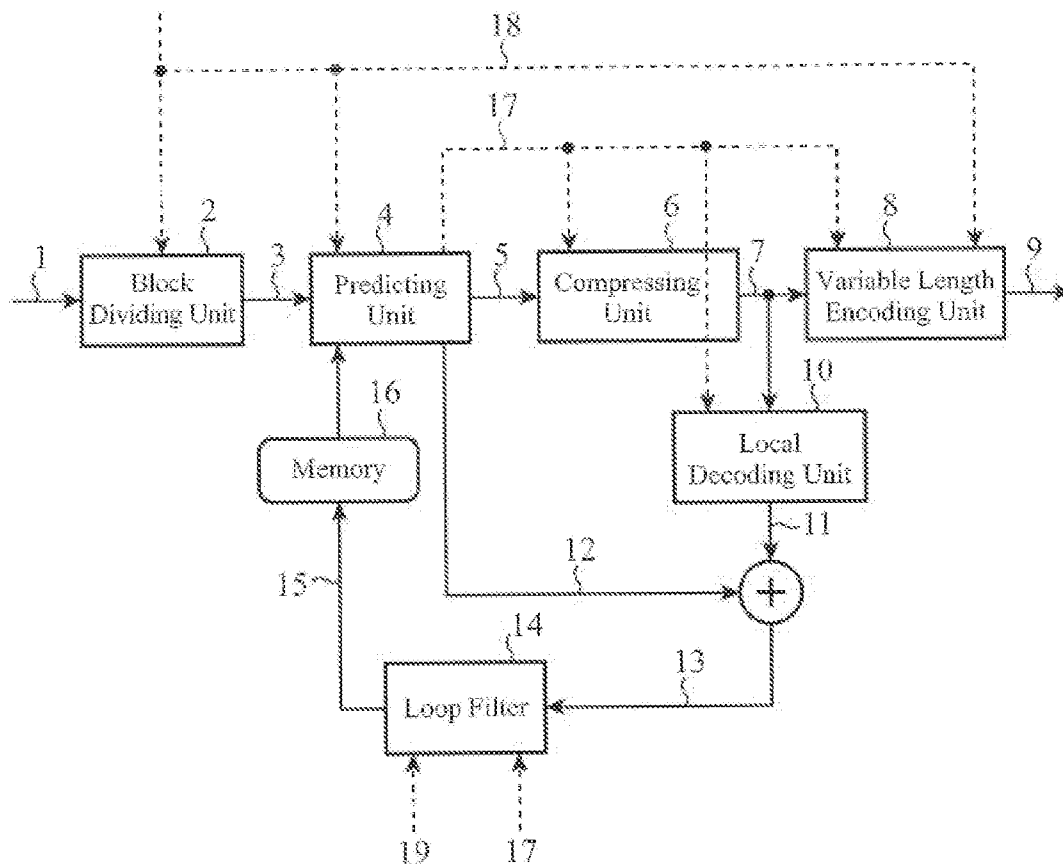 18
17
1
2
Block
Dividing Unit
3
4
Predicting
Unit
5
6
Compressing
Unit
7
8
Variable Length
Encoding Unit
9
16
Memory
10
Local
Decoding Unit
11
12
+
15
14
Loop Filter
13
19
17